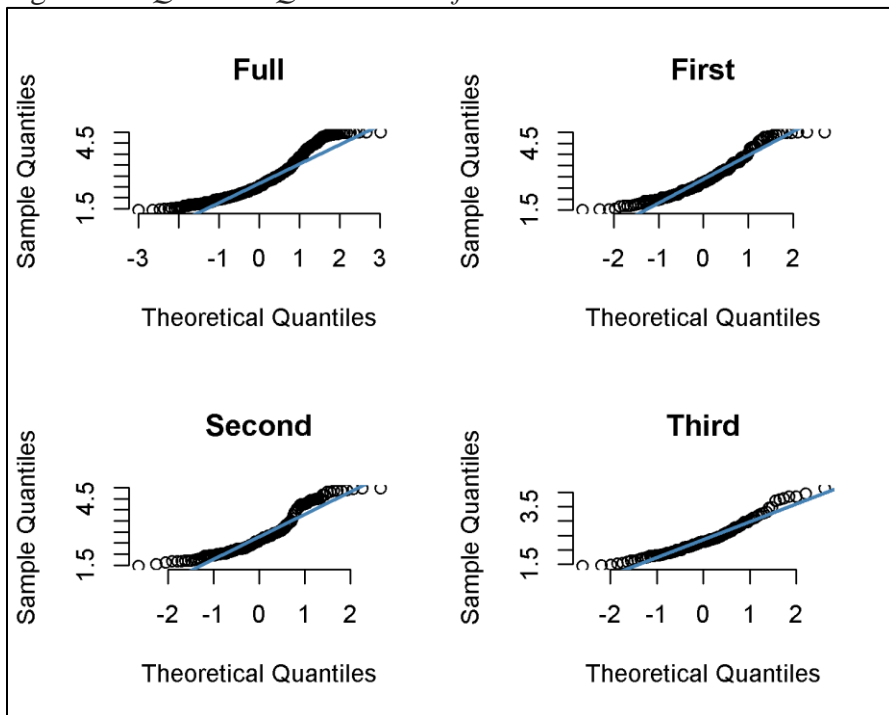 Full
Sample Quantiles
4.5
1.5
-3 -1 0 1 2 3
Theoretical Quantiles
First
Sample Quantiles
4.5
1.5
-2 -1 0 1 2
Theoretical Quantiles
Second
Sample Quantiles
4.5
1.5
-2 -1 0 1 2
Theoretical Quantiles
Third
Sample Quantiles
3.5
1.5
-2 -1 0 1 2
Theoretical Quantiles